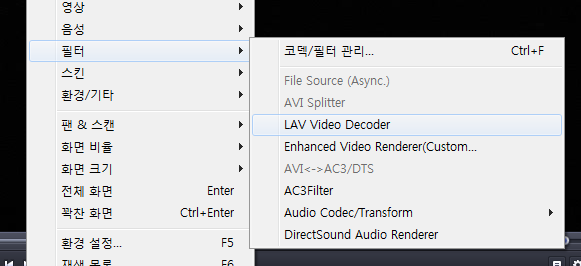 영상
음성
필터
스킨
환경/기타
팬 & 스캔
화면 비율
화면 크기
전체 화면 Enter
꽉찬 화면 Ctrl+Enter
환경 설정... F5
재생 목록 F6
코덱/필터 관리... Ctrl+F
File Source (Async.)
AVI Splitter
LAV Video Decoder
Enhanced Video Renderer(Custom...
AVI<->AC3/DTS
AC3Filter
Audio Codec/Transform
DirectSound Audio Renderer